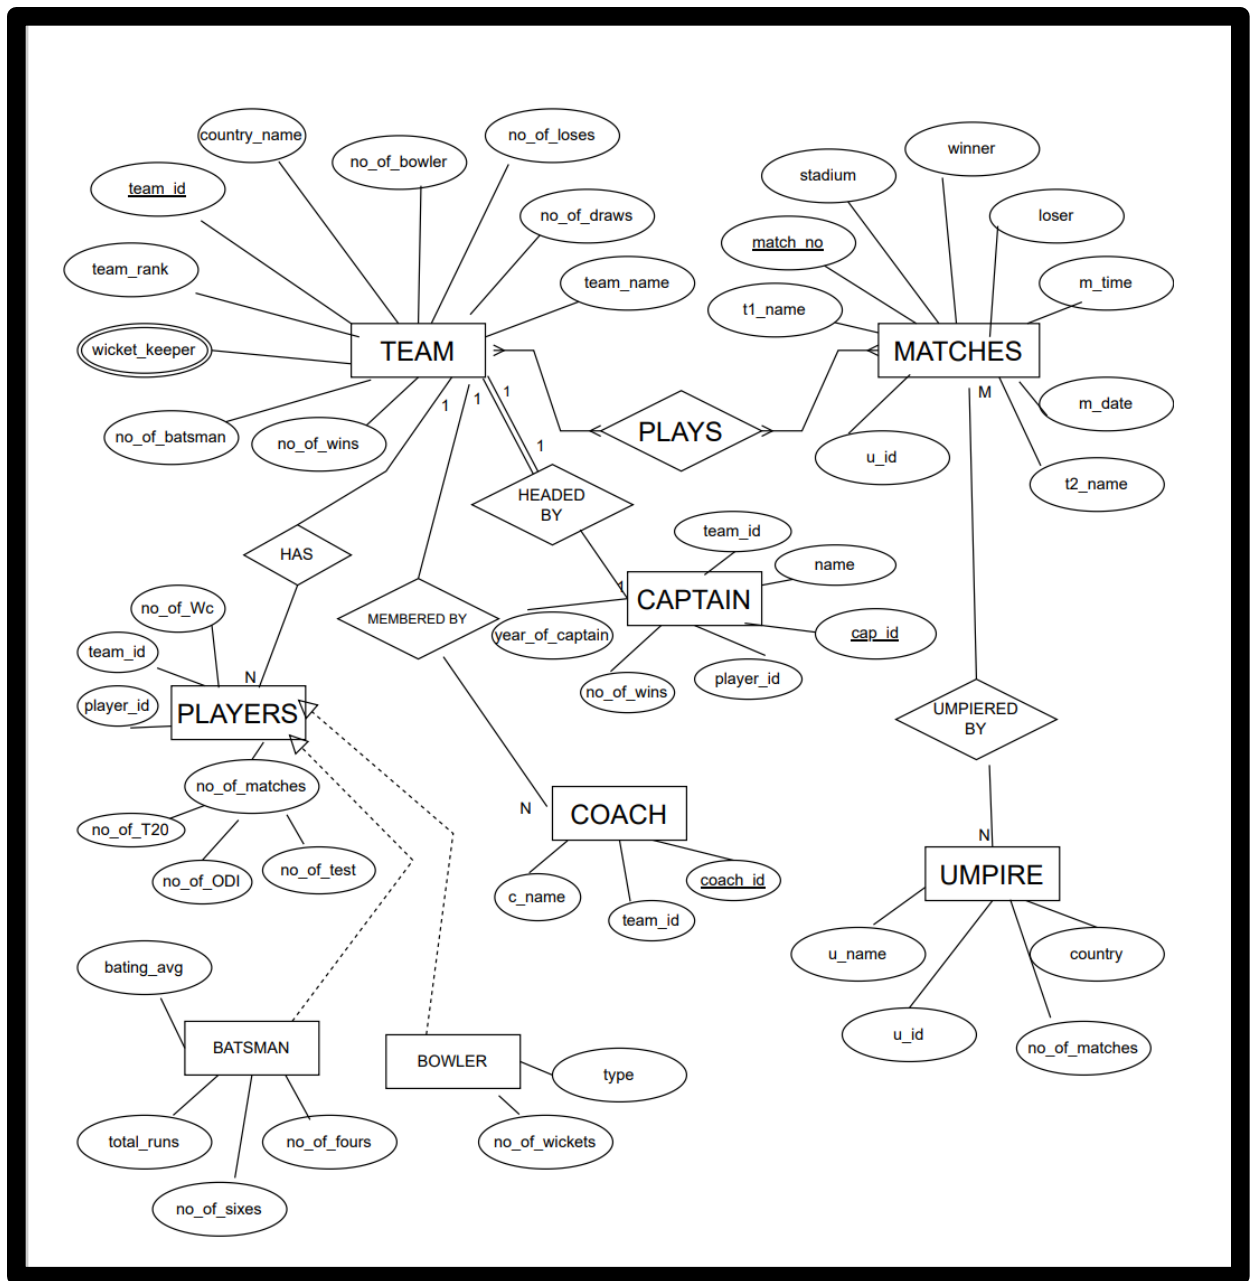 country_name
no_of_loses
no_of_bowler
winner
stadium
team_id
no_of_draws
loser
match_no
team_rank
team_name
m_time
t1_name
wicket_keeper
TEAM
MATCHES
1
1
1
M
m_date
no_of_batsman
no_of_wins
1
PLAYS
u_id
t2_name
HEADED
BY
team_id
HAS
name
1
CAPTAIN
no_of_Wc
MEMBERED BY
year_of_captain
cap_id
team_id
N
player_id
no_of_wins
player_id
PLAYERS
UMPIERED
BY
no_of_matches
N
COACH
no_of_T20
N
no_of_ODI
no_of_test
c_name
coach_id
team_id
UMPIRE
u_name
country
bating_avg
u_id
no_of_matches
BATSMAN
BOWLER
type
total_runs
no_of_fours
no_of_wickets
no_of_sixes